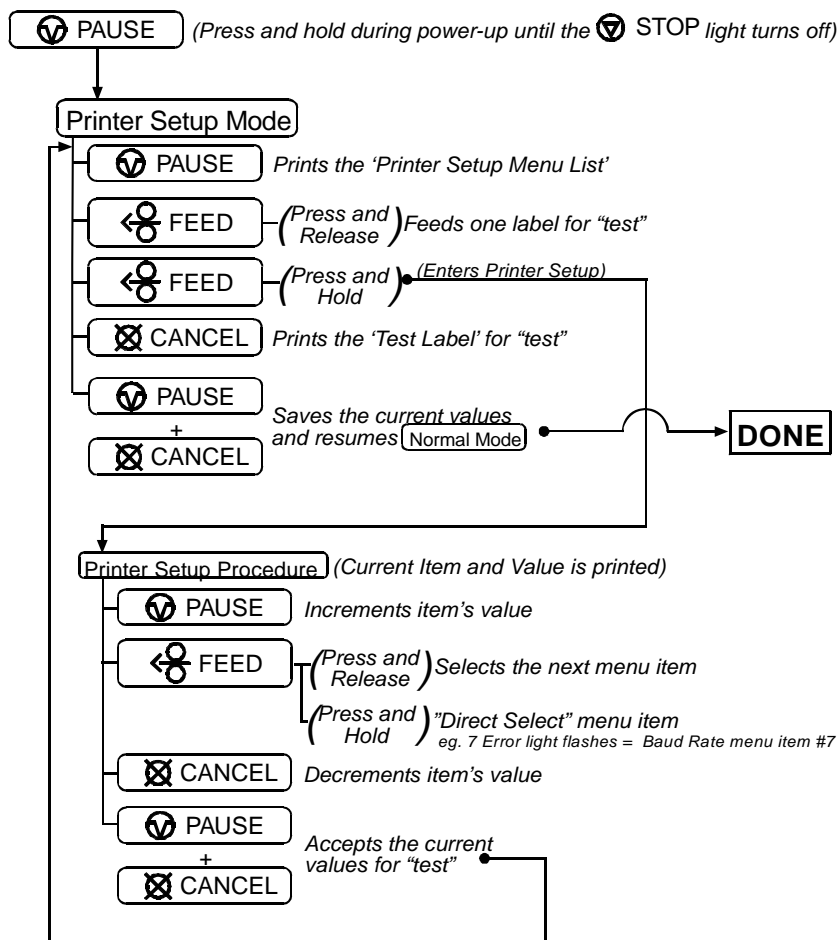 PAUSE (Press and hold during power-up until the STOP light turns off)
Printer Setup Mode
PAUSE Prints the 'Printer Setup Menu List'
FEED (Press and Release) Feeds one label for “test”
FEED (Press and Hold) (Enters Printer Setup)
CANCEL Prints the 'Test Label' for “test”
PAUSE
+
CANCEL
Saves the current values
and resumes Normal Mode
DONE
Printer Setup Procedure (Current Item and Value is printed)
PAUSE Increments item's value
FEED (Press and Release) Selects the next menu item
(Press and Hold) ”Direct Select” menu item
eg. 7 Error light flashes = Baud Rate menu item #7
CANCEL Decrements item's value
PAUSE
+
CANCEL
Accepts the current
values for “test”